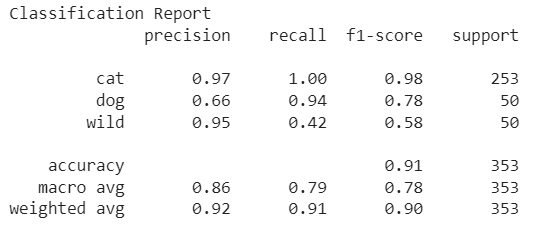 Classification Report
precision recall f1-score support
cat 0.97 1.00 0.98 253
dog 0.66 0.94 0.78 50
wild 0.95 0.42 0.58 50
accuracy 0.91 353
macro avg 0.86 0.79 0.78 353
weighted avg 0.92 0.91 0.90 353